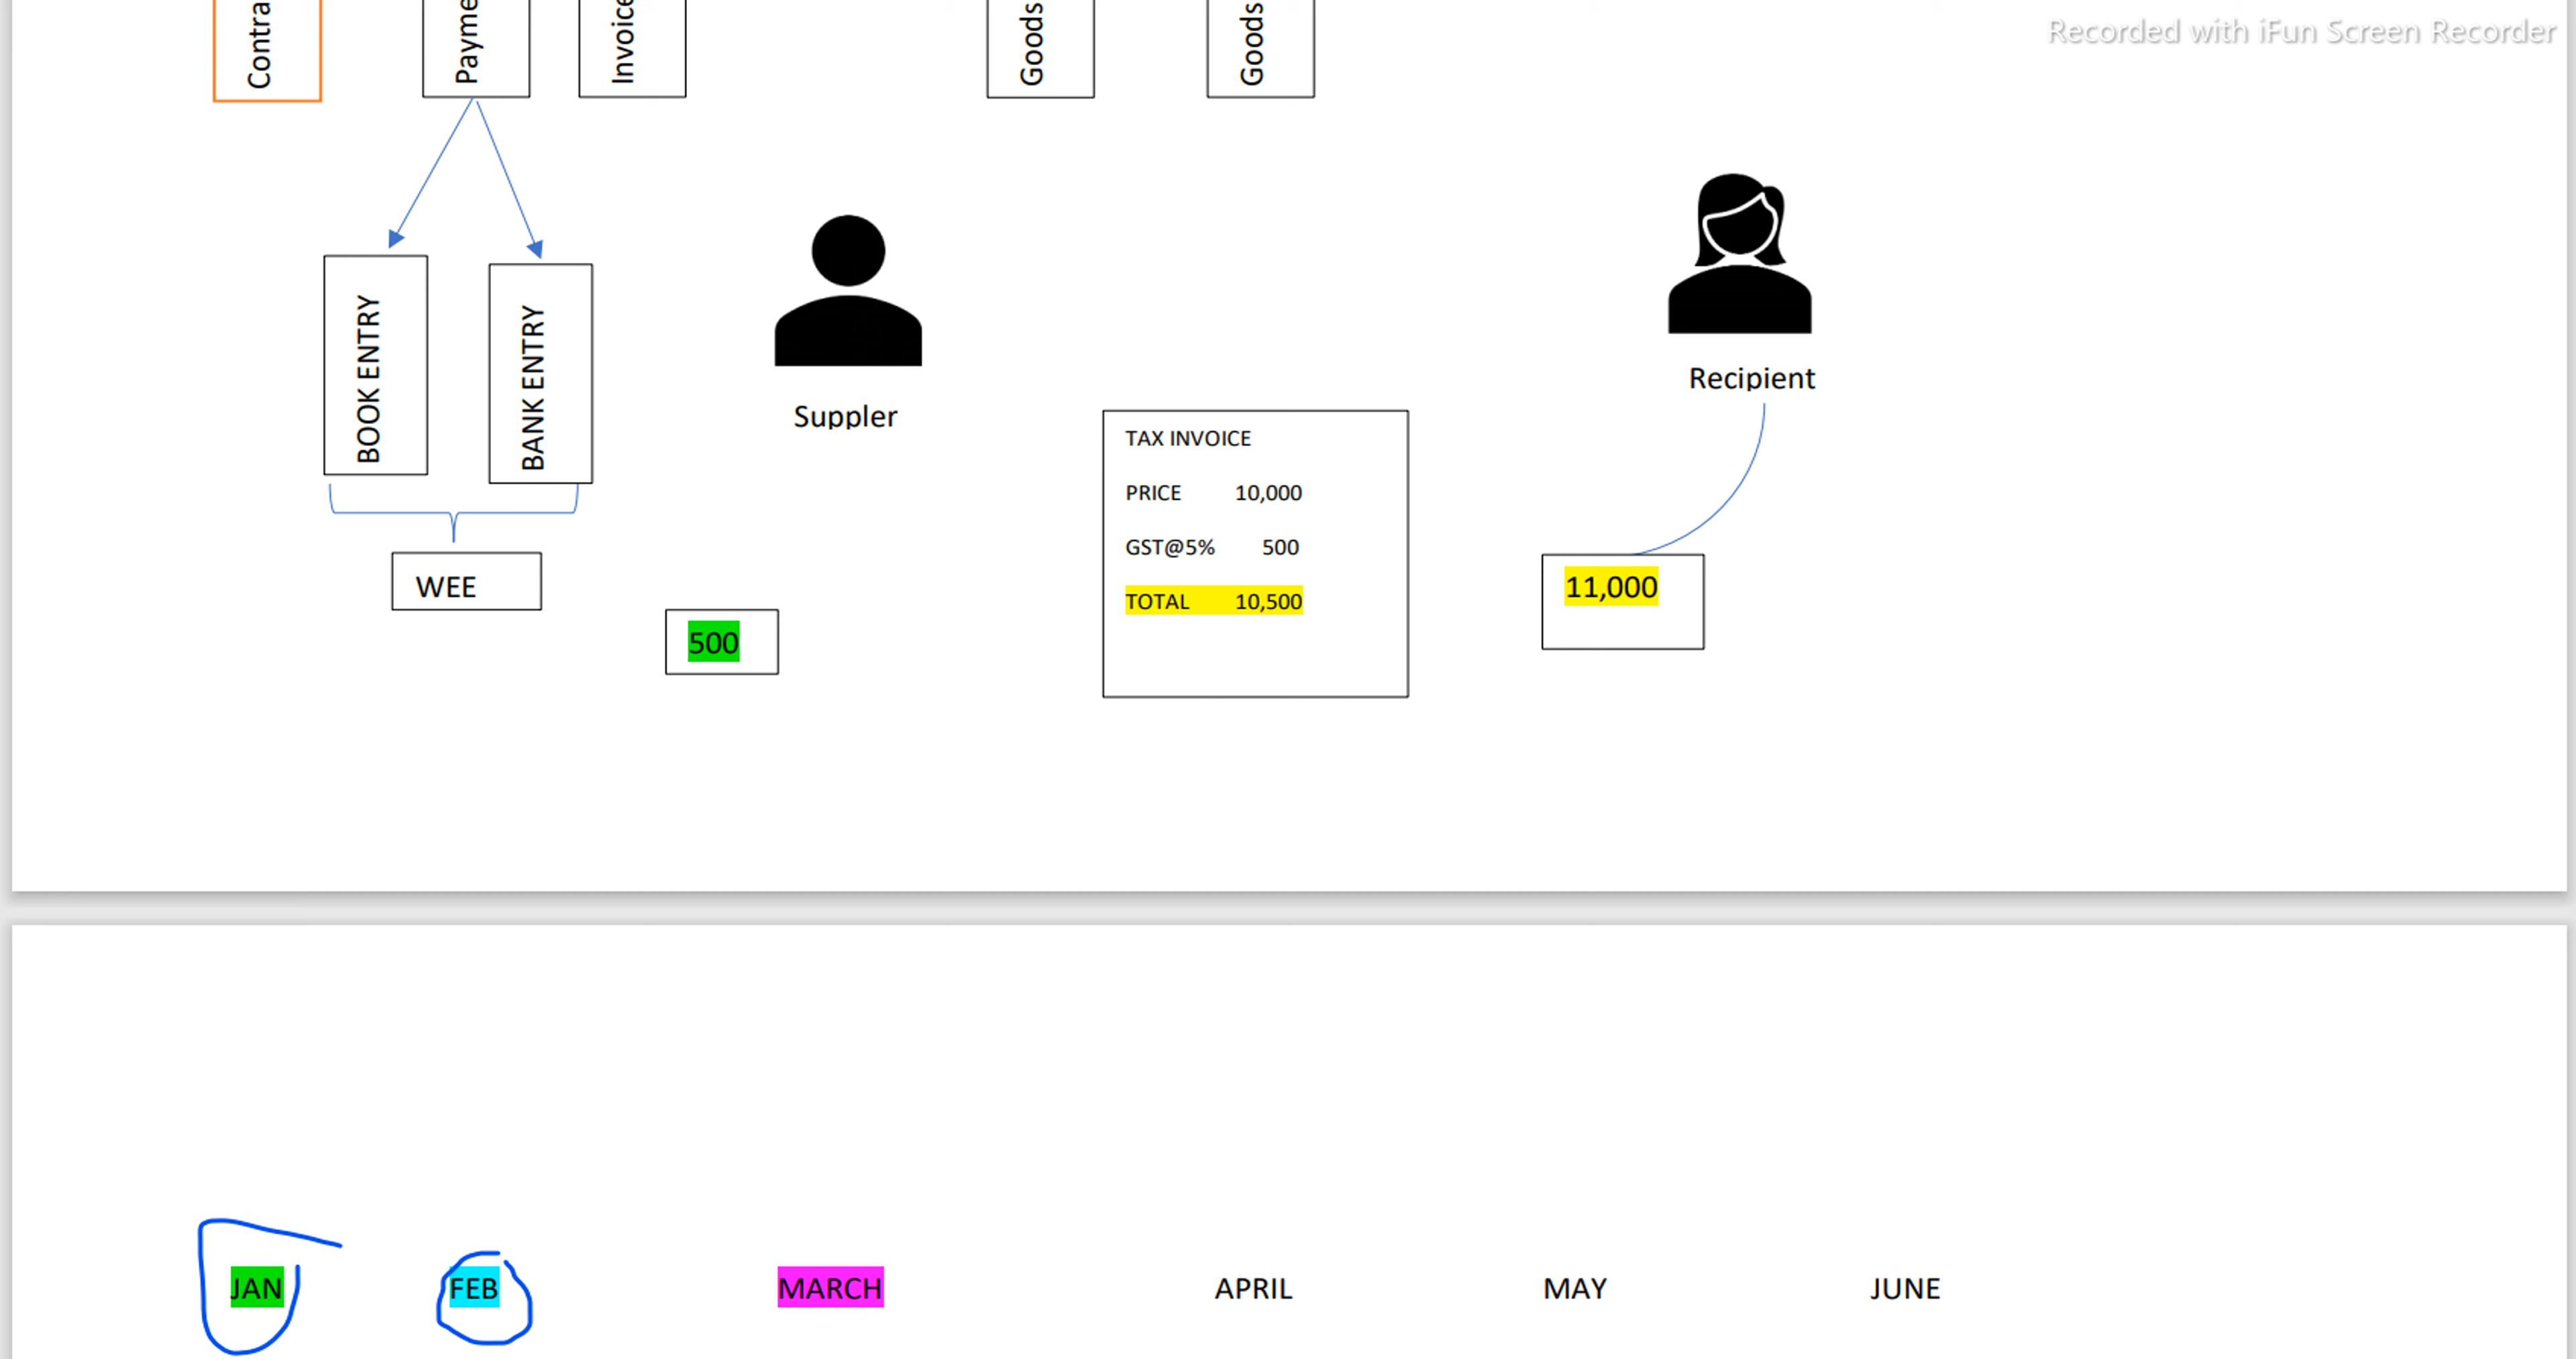 Recorded with iFun Screen Recorder
Contra
Payme
Invoice
Goods
Goods
BOOK ENTRY
BANK ENTRY
WEE
Suppler
500
TAX INVOICE
PRICE 10,000
GST@5% 500
TOTAL 10,500
Recipient
11,000
JAN FEB MARCH APRIL MAY JUNE